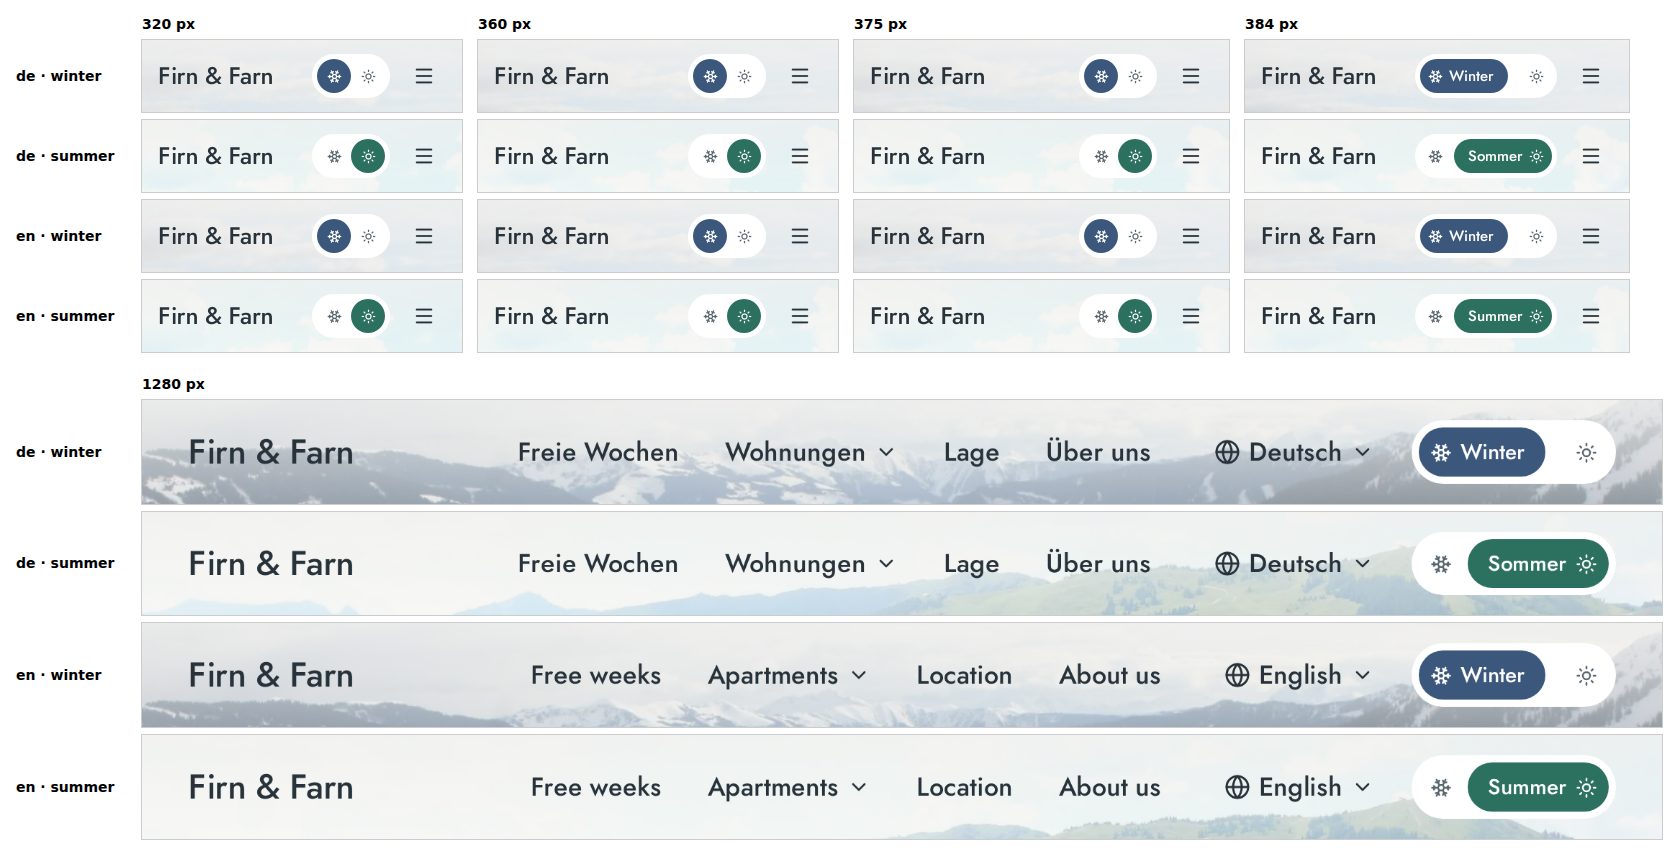 320 px 360 px 375 px 384 px
de · winter Firn & Farn Firn & Farn Firn & Farn Firn & Farn Winter
de · summer Firn & Farn Firn & Farn Firn & Farn Firn & Farn Sommer
en · winter Firn & Farn Firn & Farn Firn & Farn Firn & Farn Winter
en · summer Firn & Farn Firn & Farn Firn & Farn Firn & Farn Summer
1280 px
de · winter Firn & Farn Freie Wochen Wohnungen Lage Über uns Deutsch Winter
de · summer Firn & Farn Freie Wochen Wohnungen Lage Über uns Deutsch Sommer
en · winter Firn & Farn Free weeks Apartments Location About us English Winter
en · summer Firn & Farn Free weeks Apartments Location About us English Summer